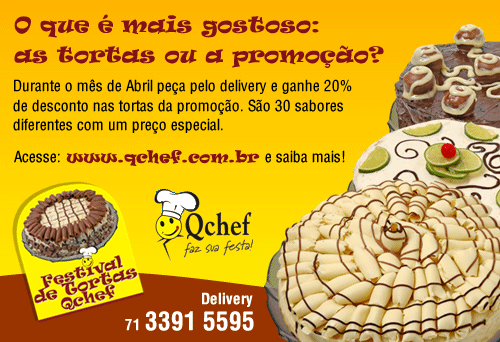 O que é mais gostoso:
as tortas ou a promoção?
Durante o mês de Abril peça pelo delivery e ganhe 20%
de desconto nas tortas da promoção. São 30 sabores
diferentes com um preço especial.
Acesse: www.qchef.com.br e saiba mais!
Festival
de tortas
Qchef
Qchef
faz sua festa!
Delivery
71 3391 5595